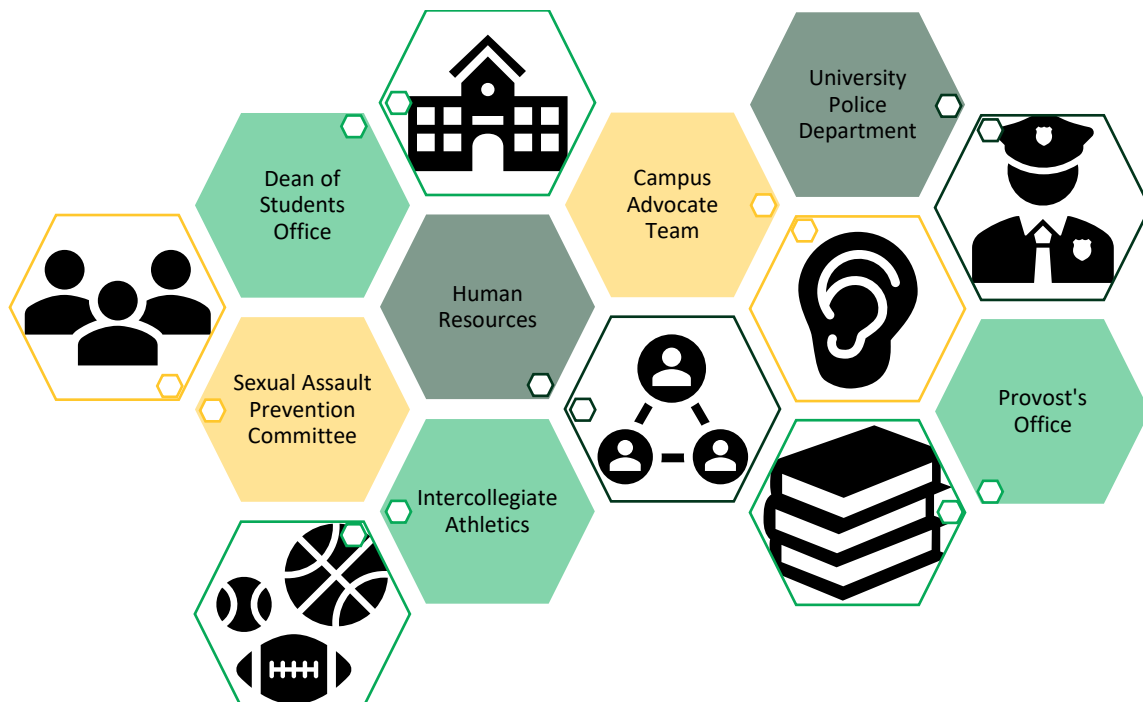 University
Police
Department
Dean of
Students
Office
Campus
Advocate
Team
Human
Resources
Sexual Assault
Prevention
Committee
Provost's
Office
Intercollegiate
Athletics